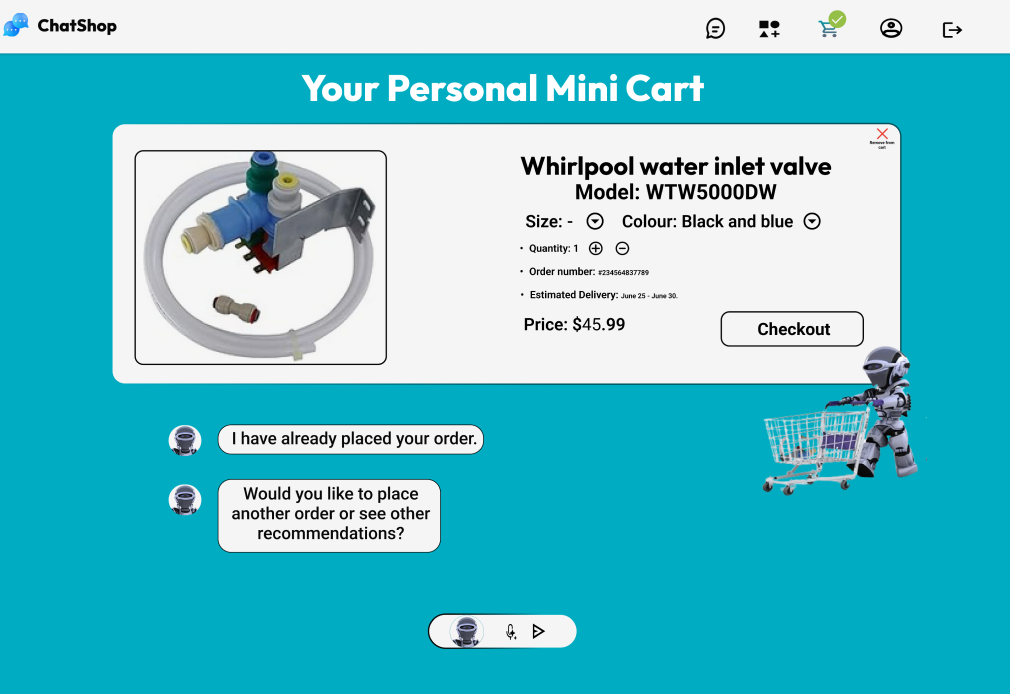 ChatShop
Your Personal Mini Cart
Remove from
cart
Whirlpool water inlet valve
Model: WTW5000DW
Size: - Colour: Black and blue
• Quantity: 1
• Order number: #234564837789
• Estimated Delivery: June 25 - June 30.
Price: $45.99
Checkout
I have already placed your order.
Would you like to place
another order or see other
recommendations?